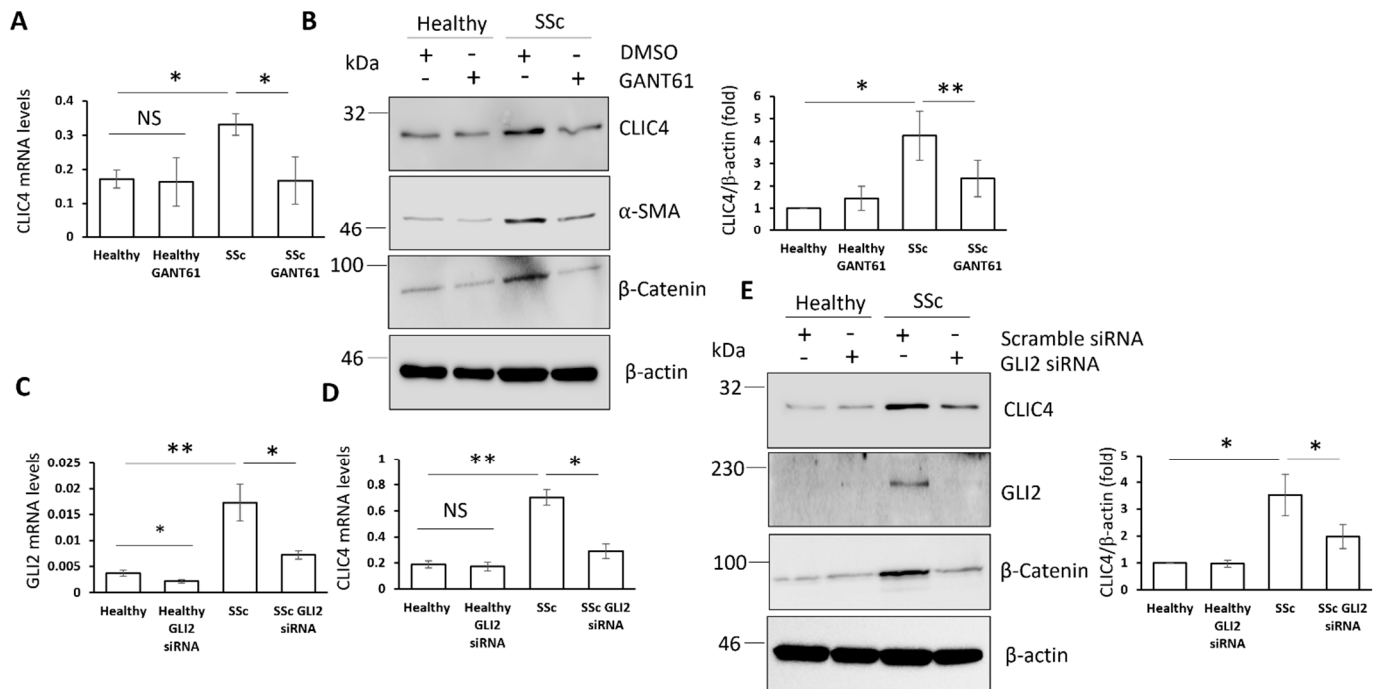 A
CLIC4 mRNA levels
0.4
0.3
0.2
0.1
0
*
*
NS
Healthy
Healthy GANT61
SSc
SSc GANT61
B
Healthy
SSc
kDa
+ - + - DMSO
- + - + GANT61
32
CLIC4
α-SMA
46
100
β-Catenin
46
β-actin
CLIC4/β-actin (fold)
6
5
4
3
2
1
0
*
**
Healthy
Healthy GANT61
SSc
SSc GANT61
C
GLI2 mRNA levels
0.025
0.02
0.015
0.01
0.005
0
**
*
*
Healthy
Healthy GLI2 siRNA
SSc
SSc GLI2 siRNA
D
CLIC4 mRNA levels
1
0.8
0.6
0.4
0.2
0
**
*
NS
Healthy
Healthy GLI2 siRNA
SSc
SSc GLI2 siRNA
E
Healthy
SSc
kDa
+ - + - Scramble siRNA
- + - + GLI2 siRNA
32
CLIC4
230
GLI2
100
β-Catenin
46
β-actin
CLIC4/β-actin (fold)
5
4
3
2
1
0
*
*
Healthy
Healthy GLI2 siRNA
SSc
SSc GLI2 siRNA